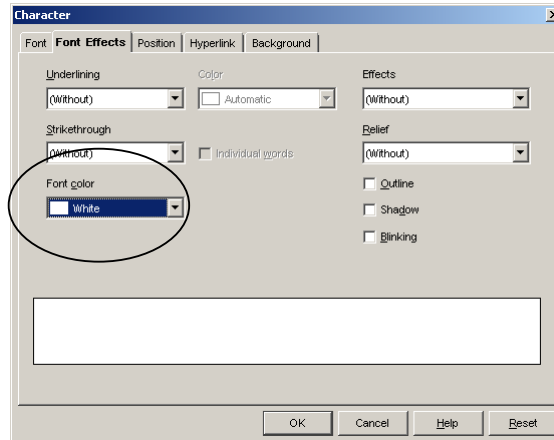 Character
Font Font Effects Position Hyperlink Background
Underlining Color Effects
(Without) Automatic (Without)
Strikethrough Relief
(Without) Individual words (Without)
Font color Outline
White Shadow
Blinking
OK Cancel Help Reset